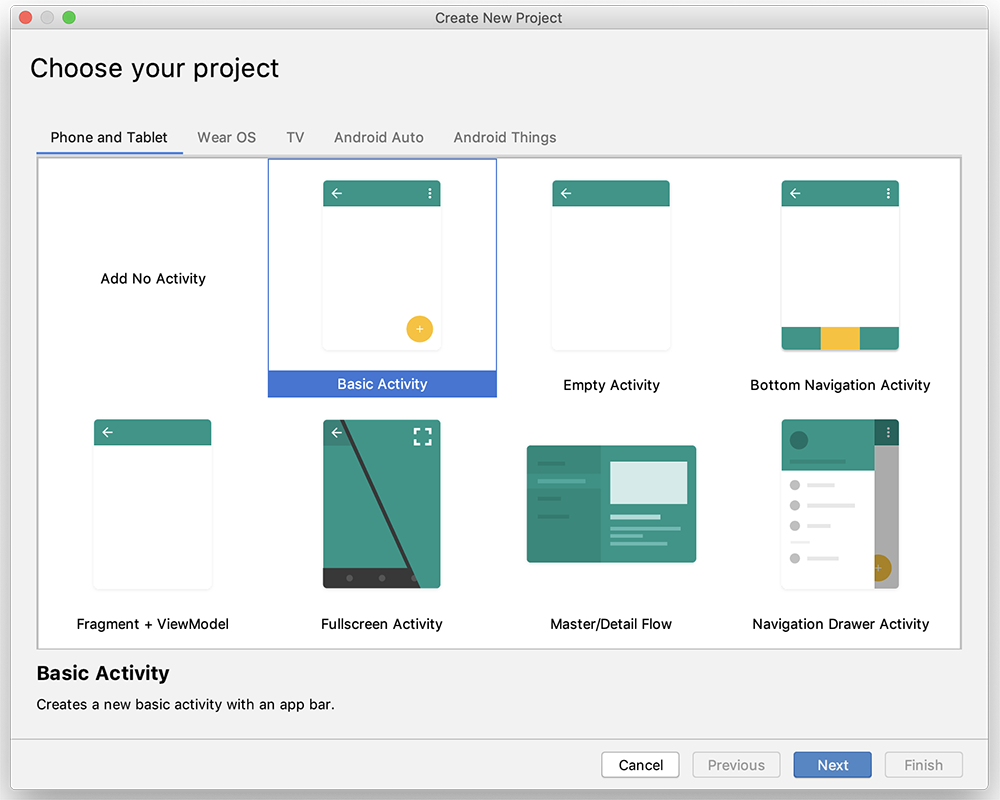 Create New Project
Choose your project
Phone and Tablet Wear OS TV Android Auto Android Things
Add No Activity
Basic Activity Empty Activity Bottom Navigation Activity
Fragment + ViewModel Fullscreen Activity Master/Detail Flow Navigation Drawer Activity
Basic Activity
Creates a new basic activity with an app bar.
Cancel Previous Next Finish